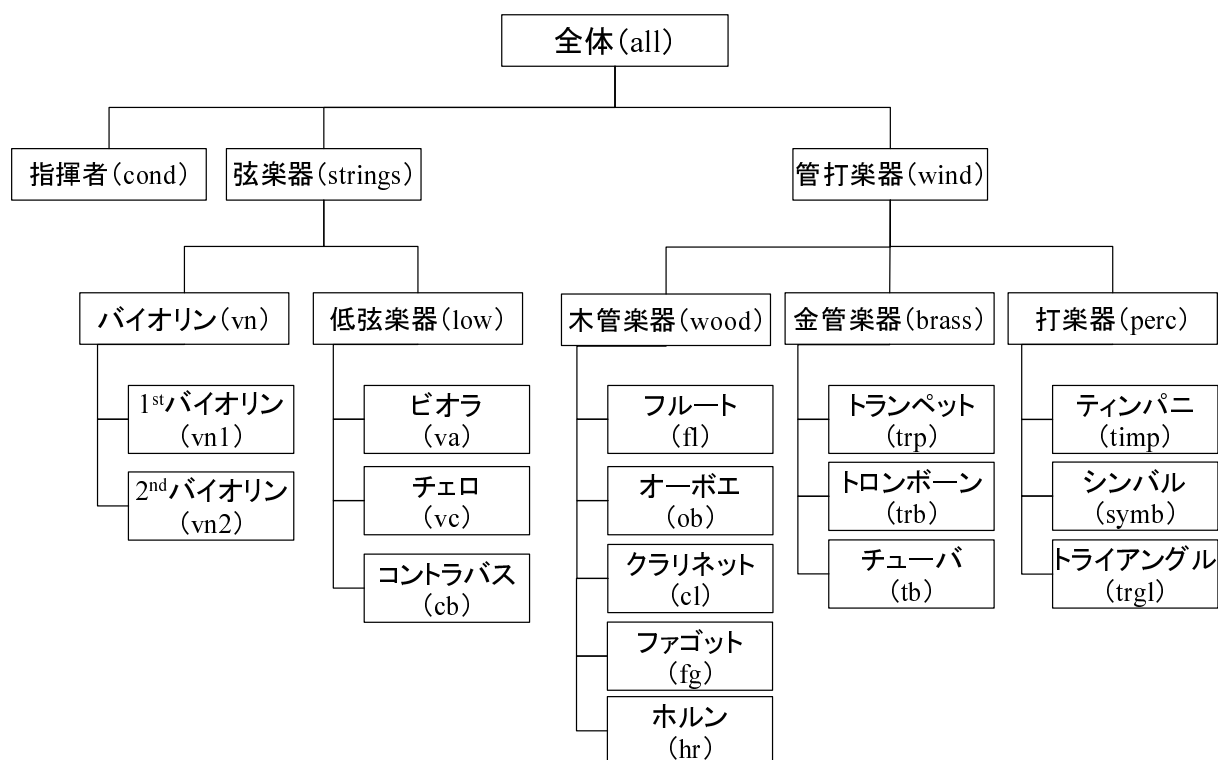 全体（all）
指揮者（cond）
弦楽器（strings）
管打楽器（wind）
バイオリン（vn）
低弦楽器（low）
木管楽器（wood）
金管楽器（brass）
打楽器（perc）
1stバイオリン
（vn1）
2ndバイオリン
（vn2）
ビオラ
（va）
チェロ
（vc）
コントラバス
（cb）
フルート
（fl）
オーボエ
（ob）
クラリネット
（cl）
ファゴット
（fg）
ホルン
（hr）
トランペット
（trp）
トロンボーン
（trb）
チューバ
（tb）
ティンパニ
（timp）
シンバル
（symb）
トライアングル
（trgl）